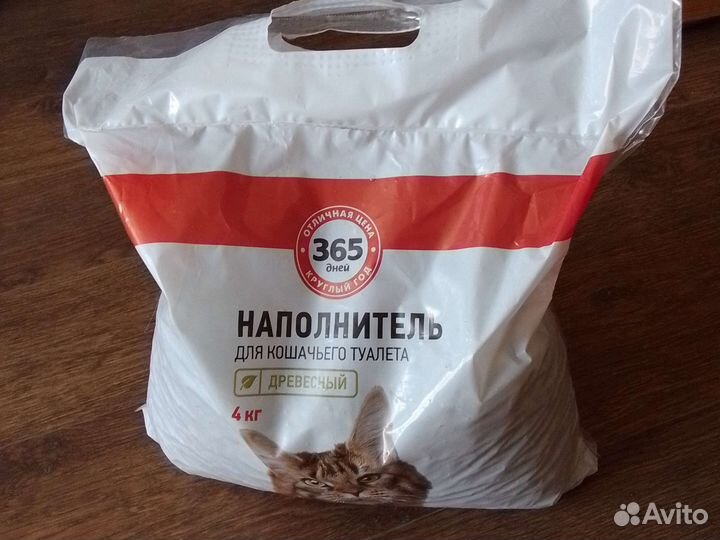 ОТЛИЧНАЯ ЦЕНА
365
дней
КРУГЛЫЙ ГОД
НАПОЛНИТЕЛЬ
ДЛЯ КОШАЧЬЕГО ТУАЛЕТА
ДРЕВЕСНЫЙ
4 кг
Avito